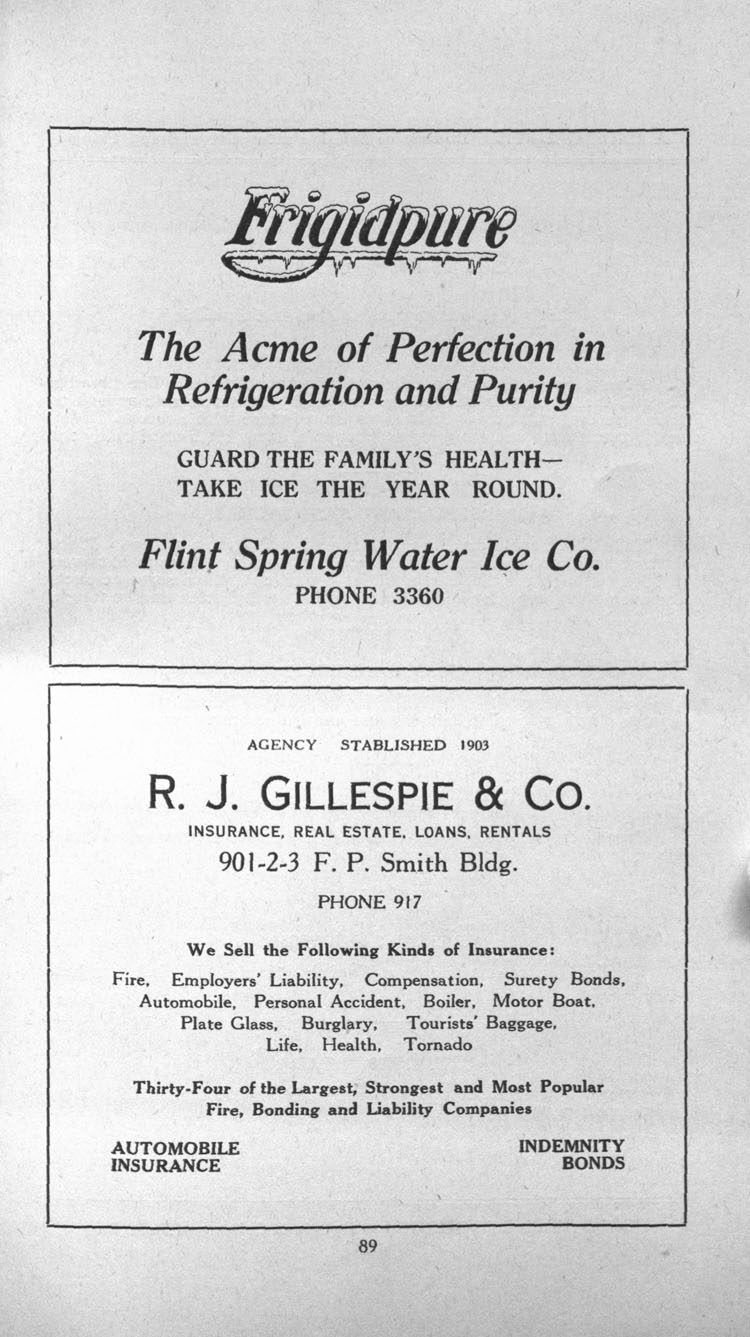 Frigidpure
The Acme of Perfection in
Refrigeration and Purity
GUARD THE FAMILY'S HEALTH—
TAKE ICE THE YEAR ROUND.
Flint Spring Water Ice Co.
PHONE 3360
AGENCY STABLISHED 1903
R. J. GILLESPIE & CO.
INSURANCE, REAL ESTATE, LOANS, RENTALS
901-2-3 F. P. Smith Bldg.
PHONE 917
We Sell the Following Kinds of Insurance:
Fire, Employers' Liability, Compensation, Surety Bonds,
Automobile, Personal Accident, Boiler, Motor Boat,
Plate Glass, Burglary, Tourists' Baggage,
Life, Health, Tornado
Thirty-Four of the Largest, Strongest and Most Popular
Fire, Bonding and Liability Companies
AUTOMOBILE INDEMNITY
INSURANCE BONDS
89